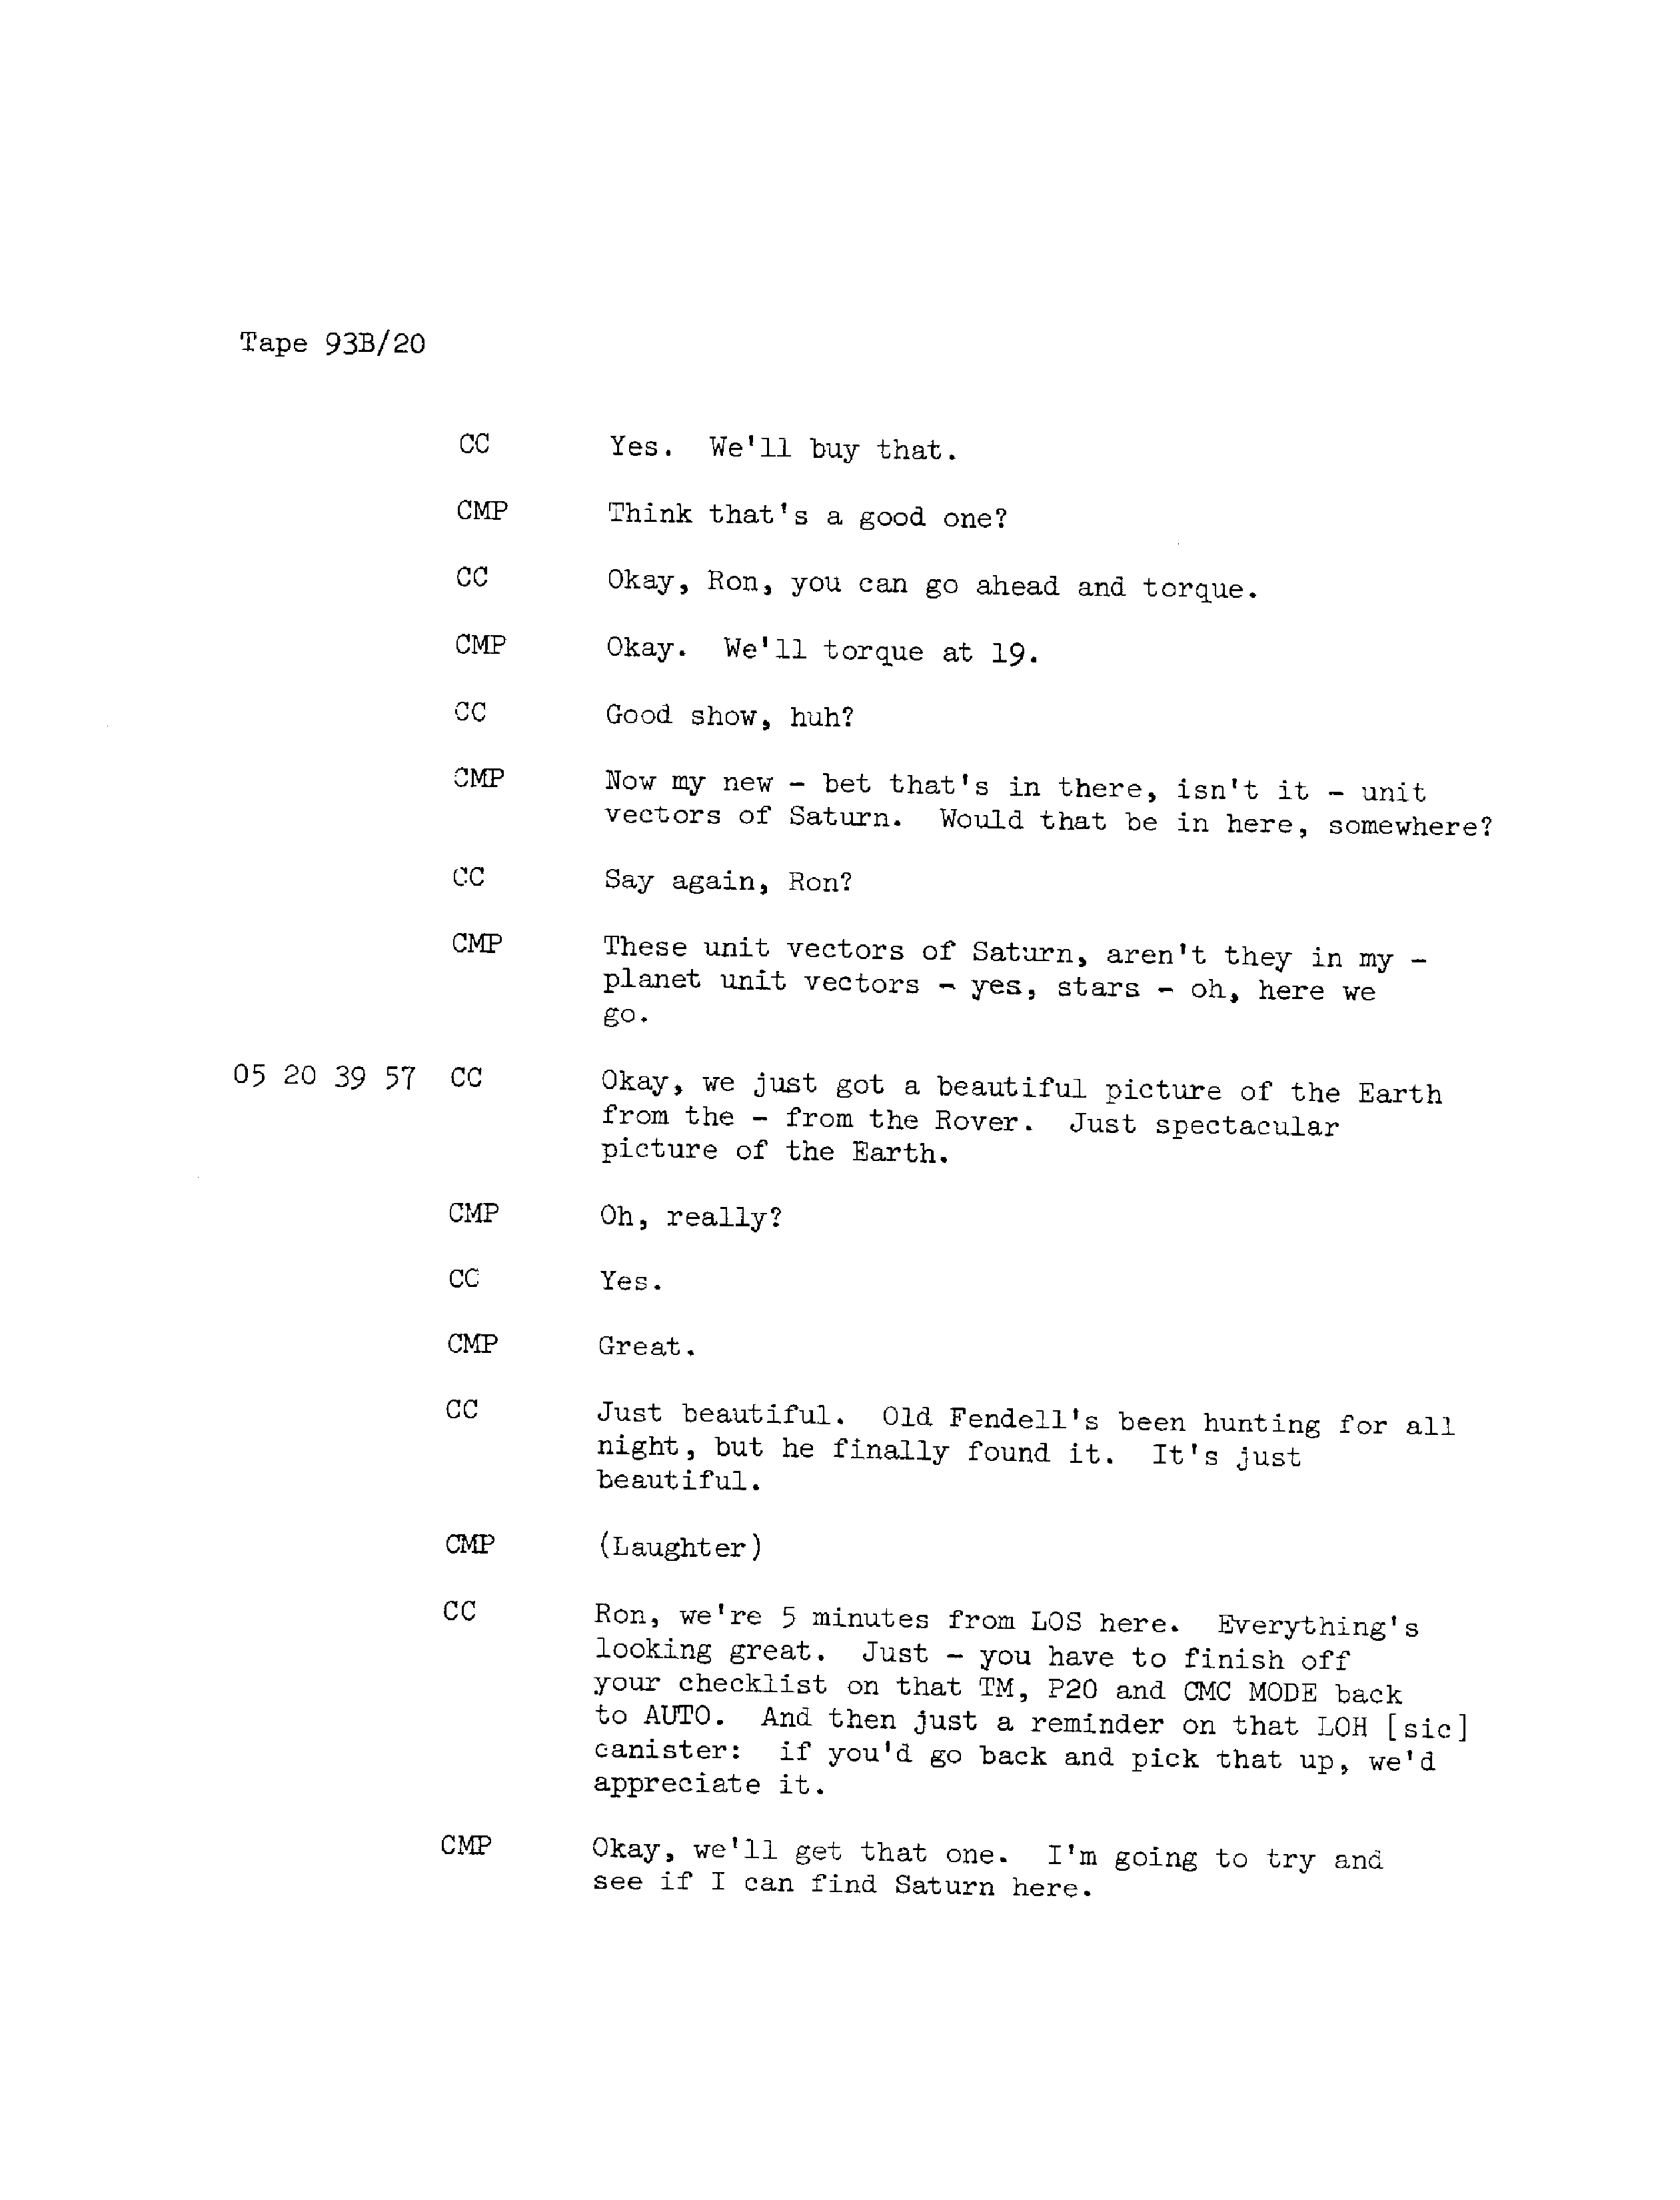 Tape 93B/20
CC Yes. We'll buy that.
CMP Think that's a good one?
CC Okay, Ron, you can go ahead and torque.
CMP Okay. We'll torque at 19.
CC Good show, huh?
CMP Now my new - bet that's in there, isn't it - unit
vectors of Saturn. Would that be in here, somewhere?
CC Say again, Ron?
CMP These unit vectors of Saturn, aren't they in my -
planet unit vectors - yes, stars - oh, here we
go.
05 20 39 57 CC Okay, we just got a beautiful picture of the Earth
from the - from the Rover. Just spectacular
picture of the Earth.
CMP Oh, really?
CC Yes.
CMP Great.
CC Just beautiful. Old Fendell's been hunting for all
night, but he finally found it. It's just
beautiful.
CMP (Laughter)
CC Ron, we're 5 minutes from LOS here. Everything's
looking great. Just - you have to finish off
your checklist on that TM, P20 and CMC MODE back
to AUTO. And then just a reminder on that LOH [sic]
canister: if you'd go back and pick that up, we'd
appreciate it.
CMP Okay, we'll get that one. I'm going to try and
see if I can find Saturn here.